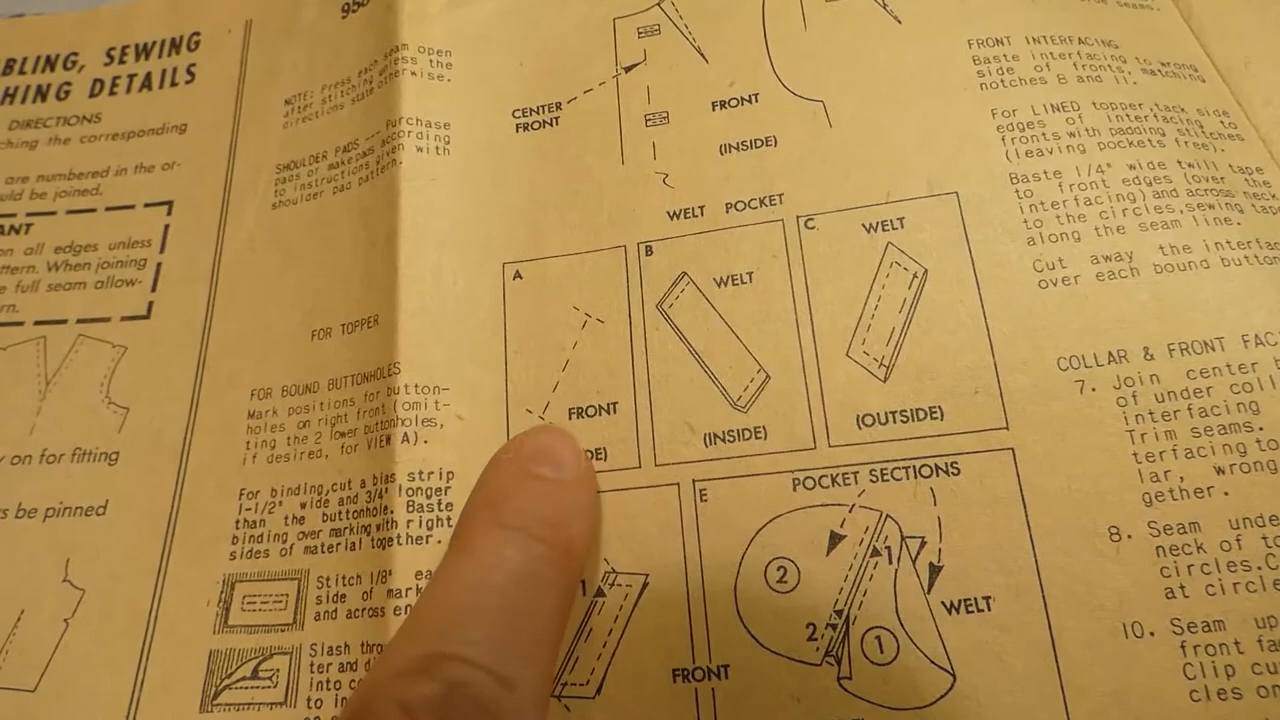 BLING, SEWING
HING DETAILS
DIRECTIONS
ching the corresponding
are numbered in the or-
uld be joined.
ANT
on all edges unless
ttern. When joining
e full seam allow-
rn.
y on for fitting
s be pinned
NOTE: Press each seam open
after stitching unless the
directions state otherwise.
SHOULDER PADS --- Purchase
pads or make pads according
to instructions given with
shoulder pad pattern.
FOR TOPPER
FOR BOUND BUTTONHOLES
Mark positions for button-
holes on right front (omit-
ting the 2 lower buttonholes,
if desired, for VIEW A).
For binding,cut a bias strip
1-1/2" wide and 3/4" longer
than the buttonhole. Baste
binding over marking with right
sides of material together.
Stitch 1/8" ea
side of mark
and across en
Slash thro
ter and d
into co
to in
CENTER
FRONT
FRONT
(INSIDE)
WELT POCKET
A
FRONT
DE)
B
WELT
(INSIDE)
C.
WELT
(OUTSIDE)
1
FRONT
E
POCKET SECTIONS
2
1
2
1
WELT
seams.
FRONT INTERFACING
Baste interfacing to wrong
side of fronts, matching
notches 8 and 11.
For LINED topper,tack side
edges of interfacing to
fronts with padding stitches
(leaving pockets free).
Baste 1/4" wide twill tape
to front edges (over the
interfacing) and across neck
to the circles,sewing tape
along the seam line.
Cut away the interfac
over each bound button
COLLAR & FRONT FAC
7. Join center b
of under coll
interfacing
Trim seams.
terfacing to
lar, wrong
gether.
8. Seam unde
neck of to
circles.C
at circle
10. Seam up
front fa
Clip cu
cles on